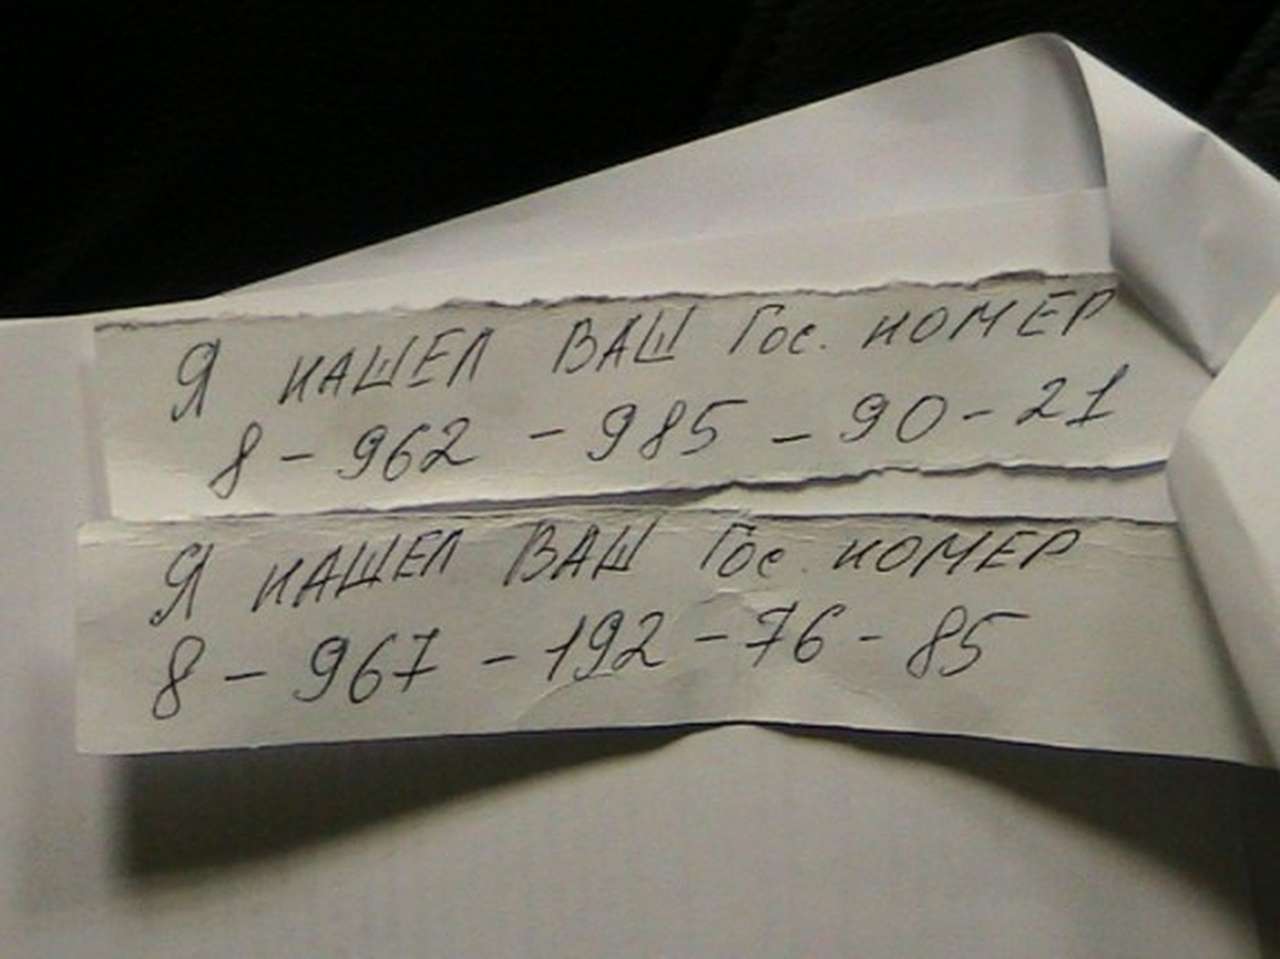 Я НАШЕЛ ВАШ Гос. НОМЕР
8 - 962 - 985 - 90 - 21
Я НАШЕЛ ВАШ Гос. НОМЕР
8 - 967 - 192 - 76 - 85